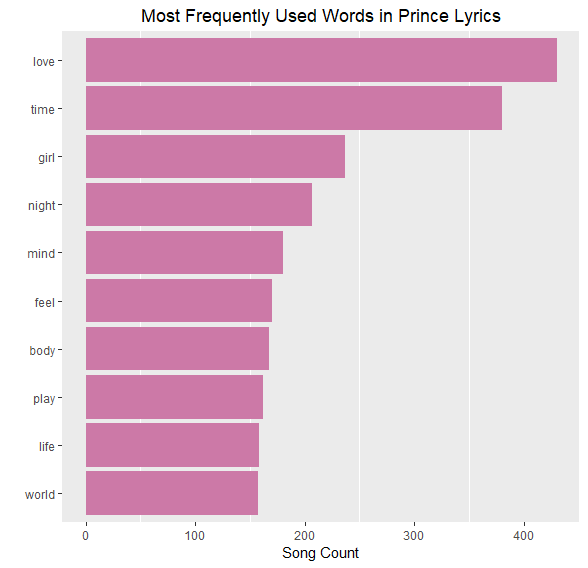 Most Frequently Used Words in Prince Lyrics
love
time
girl
night
mind
feel
body
play
life
world
0 100 200 300 400
Song Count